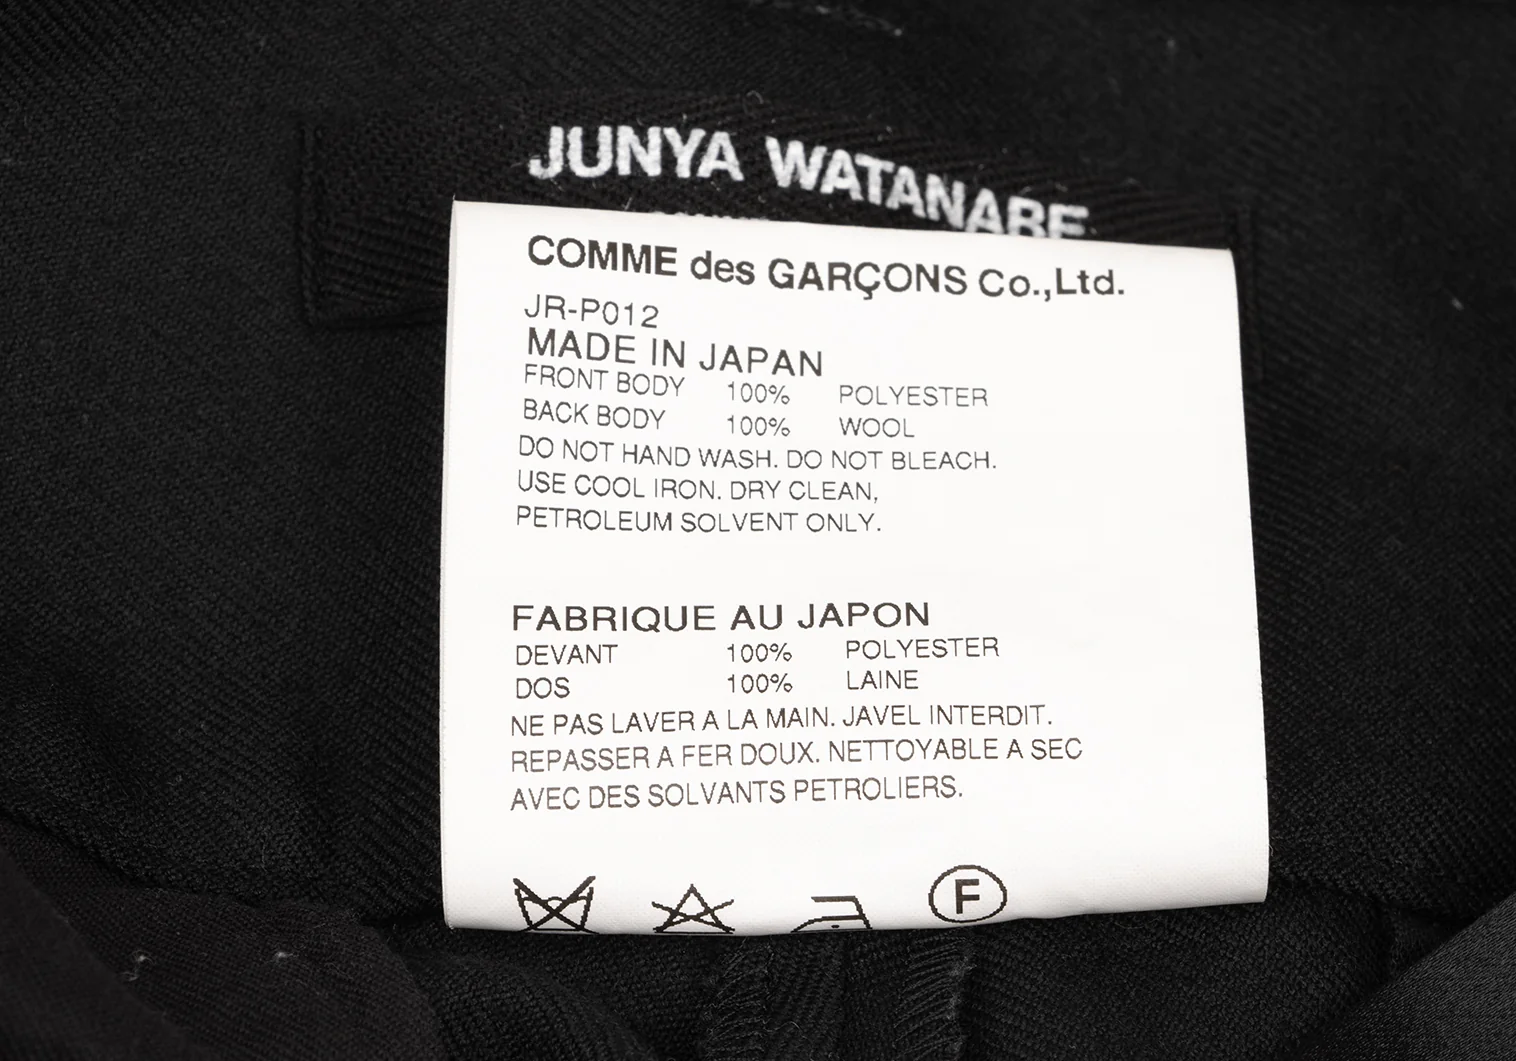 JUNYA WATANABE
COMME des GARÇONS Co.,Ltd.
JR-P012
MADE IN JAPAN
FRONT BODY 100% POLYESTER
BACK BODY 100% WOOL
DO NOT HAND WASH. DO NOT BLEACH.
USE COOL IRON. DRY CLEAN,
PETROLEUM SOLVENT ONLY.
FABRIQUE AU JAPON
DEVANT 100% POLYESTER
DOS 100% LAINE
NE PAS LAVER A LA MAIN. JAVEL INTERDIT.
REPASSER A FER DOUX. NETTOYABLE A SEC
AVEC DES SOLVANTS PETROLIERS.
F